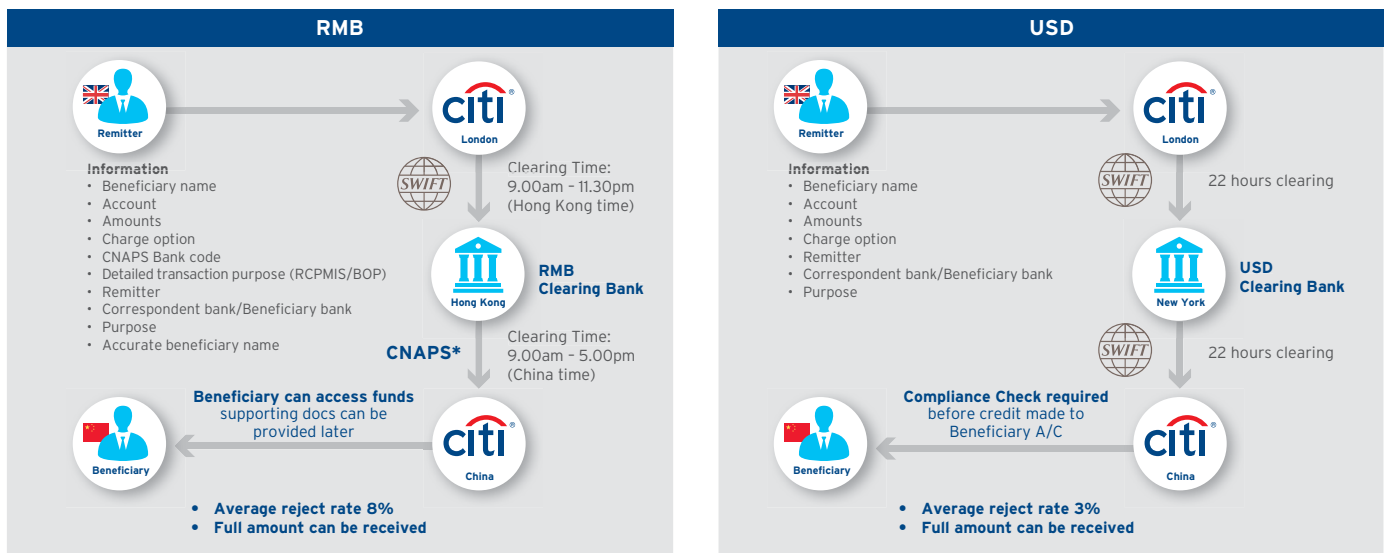 RMB
citi®
Remitter
London
Information
• Beneficiary name
• Account
• Amounts
• Charge option
• CNAPS Bank code
• Detailed transaction purpose (RCPMIS/BOP)
• Remitter
• Correspondent bank/Beneficiary bank
• Purpose
• Accurate beneficiary name
SWIFT
Clearing Time:
9.00am – 11.30pm
(Hong Kong time)
RMB
Clearing Bank
Hong Kong
CNAPS*
Clearing Time:
9.00am – 5.00pm
(China time)
Beneficiary can access funds
supporting docs can be
provided later
citi®
Beneficiary
China
• Average reject rate 8%
• Full amount can be received
USD
citi®
Remitter
London
Information
• Beneficiary name
• Account
• Amounts
• Charge option
• Remitter
• Correspondent bank/Beneficiary bank
• Purpose
SWIFT
22 hours clearing
USD
Clearing Bank
New York
SWIFT
22 hours clearing
Compliance Check required
before credit made to
Beneficiary A/C
citi®
Beneficiary
China
• Average reject rate 3%
• Full amount can be received